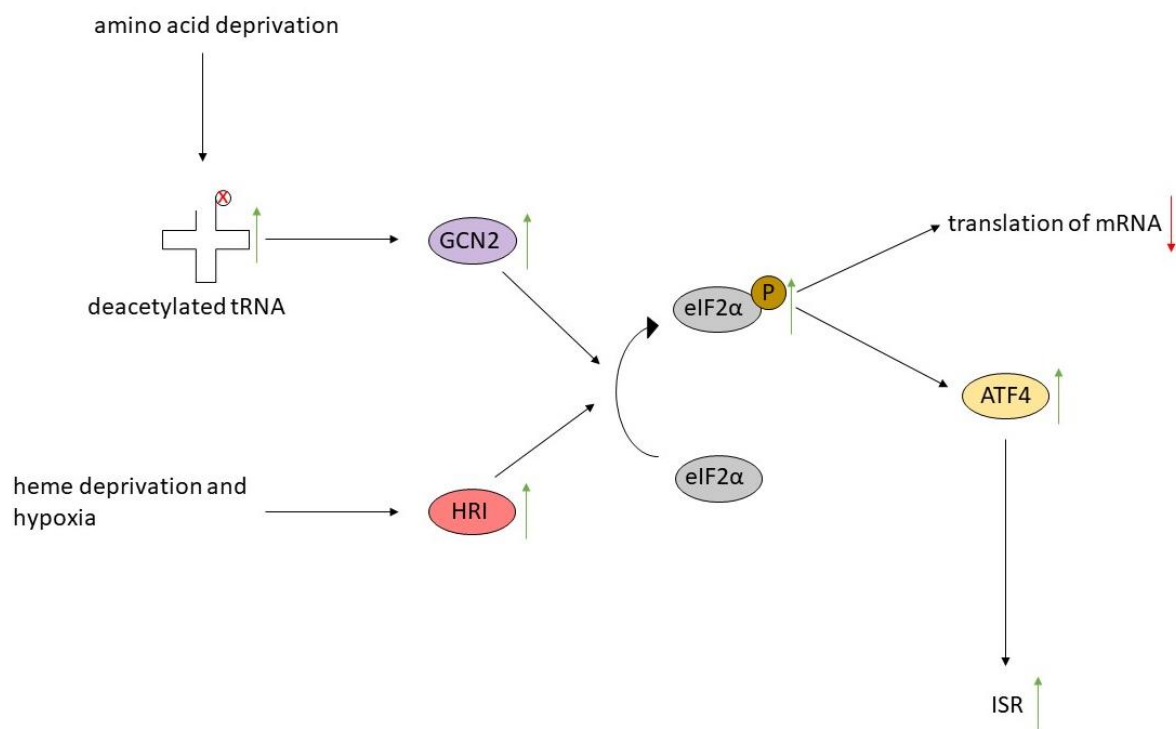 amino acid deprivation
X
deacetylated tRNA
GCN2
translation of mRNA
P
eIF2α
ATF4
eIF2α
heme deprivation and
hypoxia
HRI
ISR